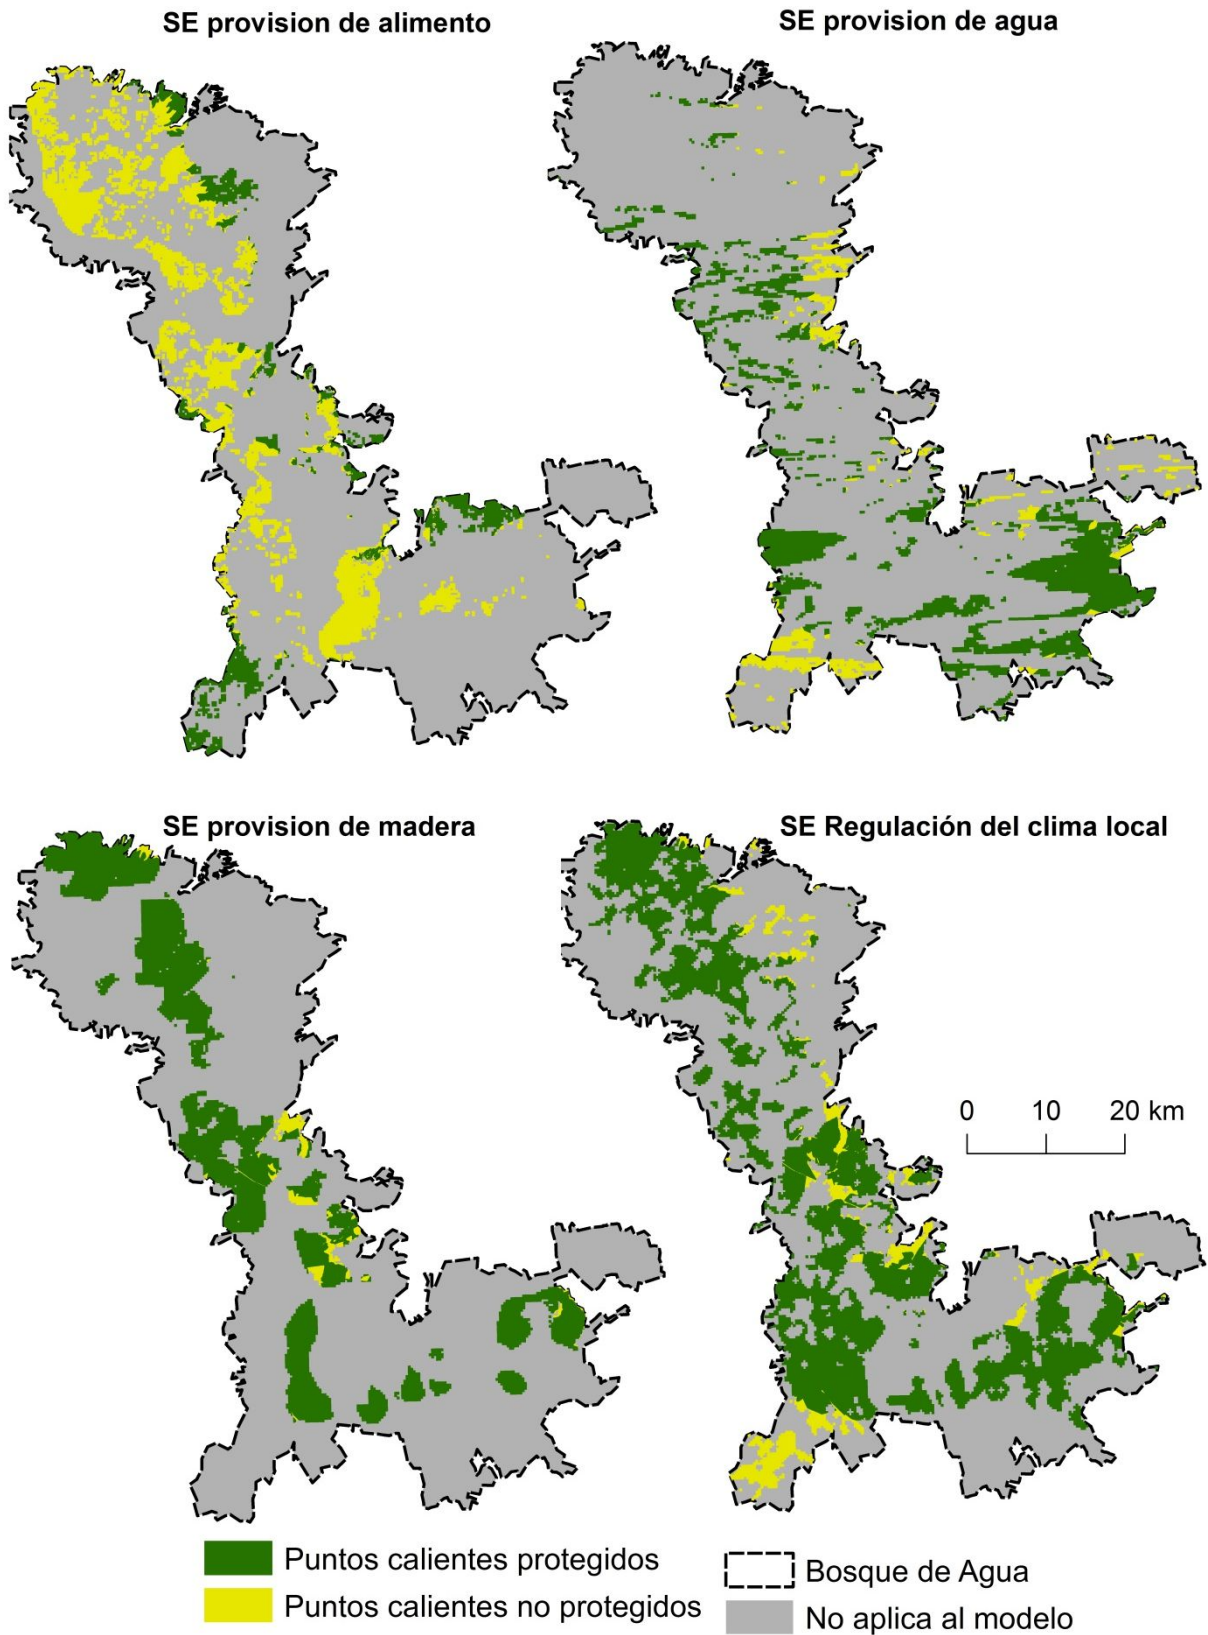 SE provision de alimento
SE provision de agua
SE provision de madera
SE Regulación del clima local
0 10 20 km
Puntos calientes protegidos
Puntos calientes no protegidos
Bosque de Agua
No aplica al modelo